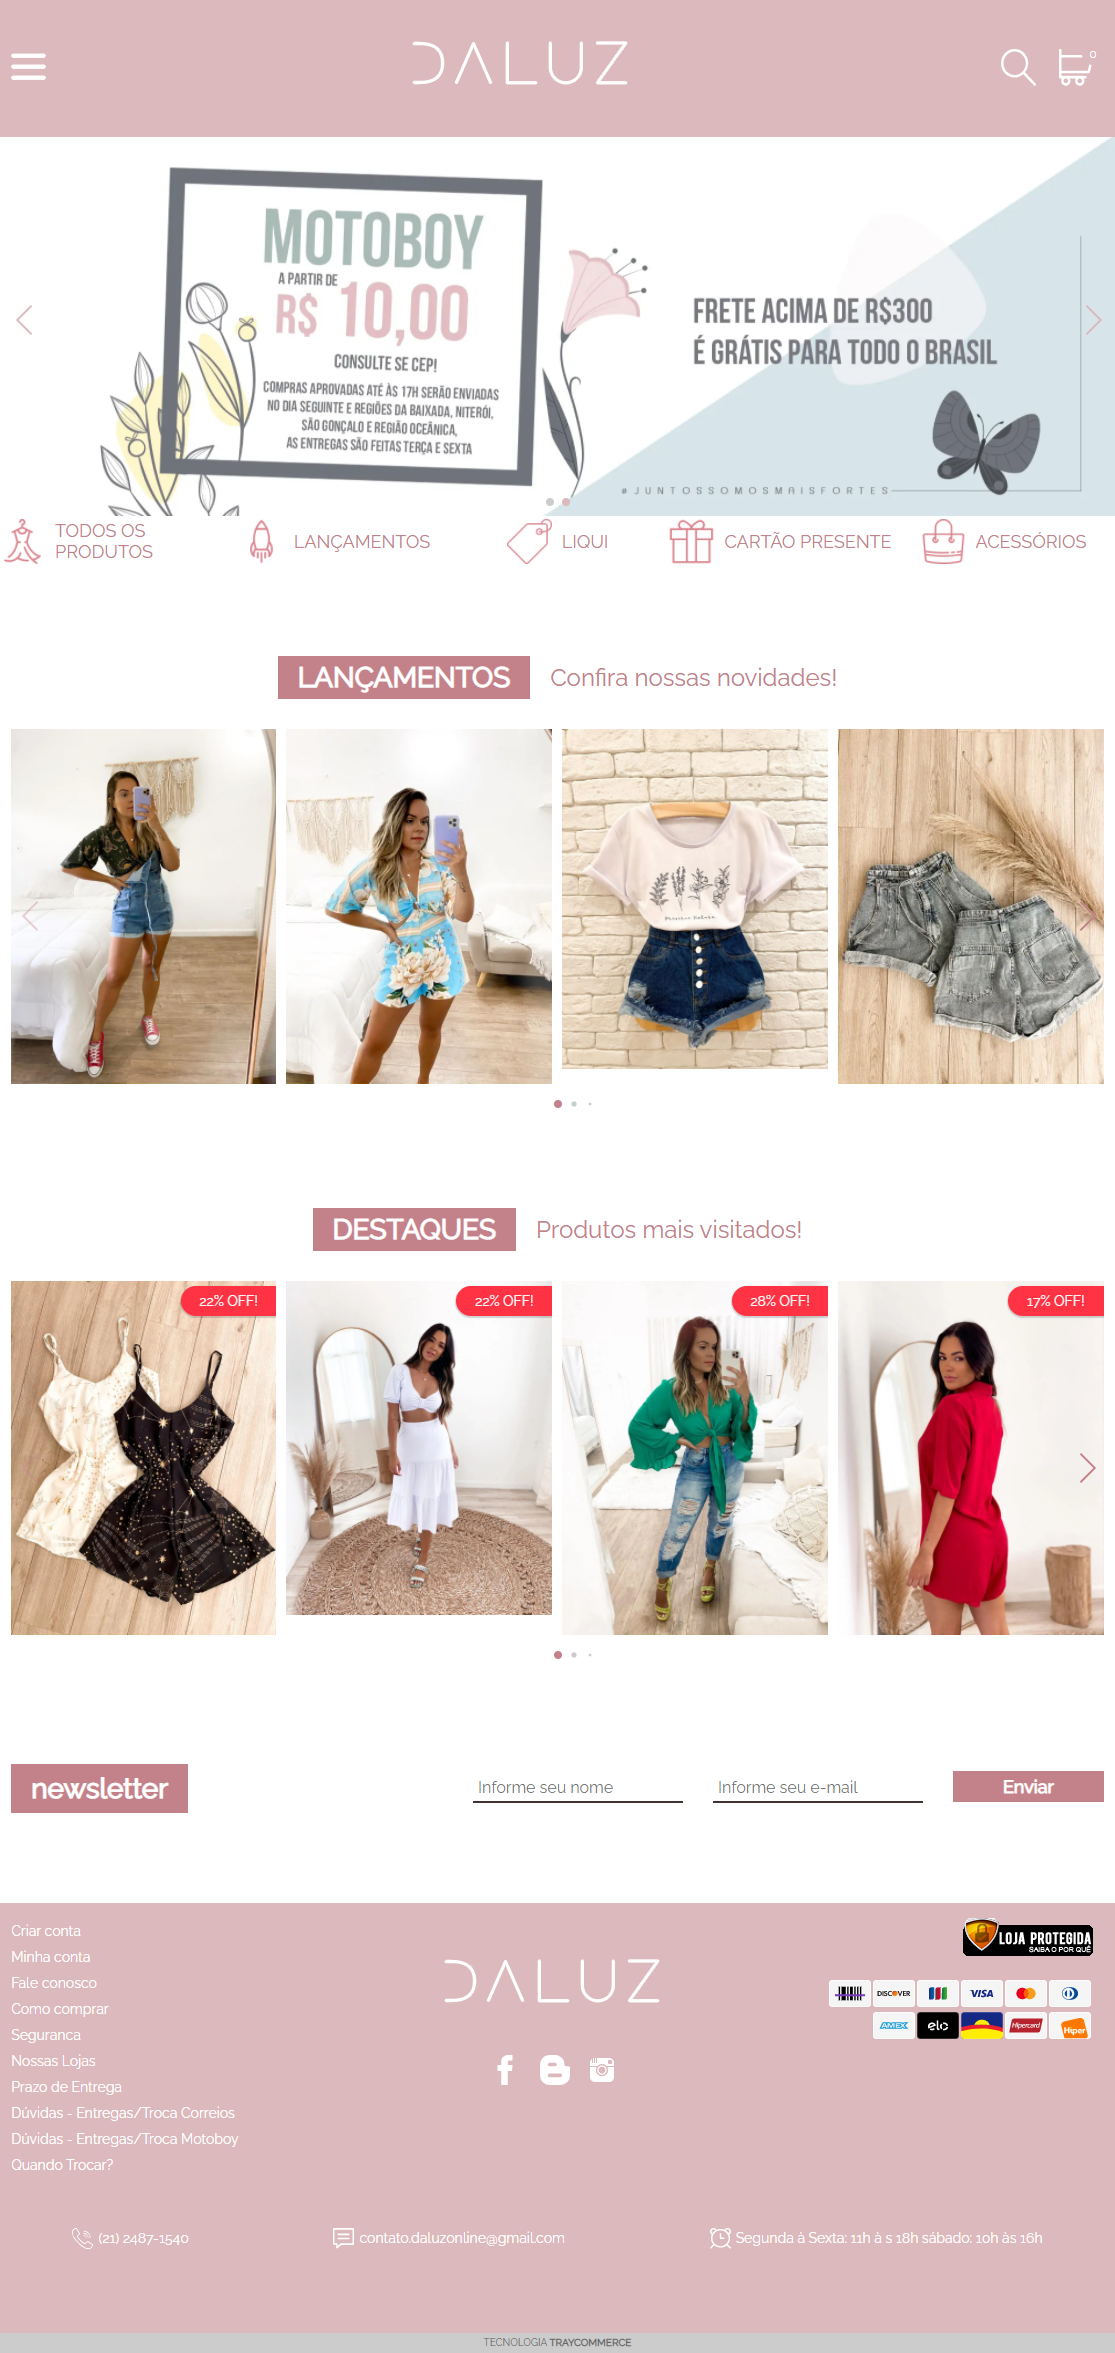 DALUZ
0
MOTOBOY
A PARTIR DE
R$ 10,00
CONSULTE SE CEP!
COMPRAS APROVADAS ATÉ ÀS 17H SERÃO ENVIADAS
NO DIA SEGUINTE E REGIÕES DA BAIXADA, NITERÓI,
SÃO GONÇALO E REGIÃO OCEÂNICA,
AS ENTREGAS SÃO FEITAS TERÇA E SEXTA
FRETE ACIMA DE R$300
É GRÁTIS PARA TODO O BRASIL
#JUNTOSSOMOSMAISFORTES
TODOS OS
PRODUTOS
LANÇAMENTOS
LIQUI
CARTÃO PRESENTE
ACESSÓRIOS
LANÇAMENTOS
Confira nossas novidades!
DESTAQUES
Produtos mais visitados!
22% OFF!
22% OFF!
28% OFF!
17% OFF!
newsletter
Informe seu nome
Informe seu e-mail
Enviar
Criar conta
Minha conta
Fale conosco
Como comprar
Seguranca
Nossas Lojas
Prazo de Entrega
Dúvidas - Entregas/Troca Correios
Dúvidas - Entregas/Troca Motoboy
Quando Trocar?
DALUZ
LOJA PROTEGIDA
SAIBA O POR QUÊ
DISCOVER
VISA
AMEX
elo
Hipercard
Hiper
(21) 2487-1540
contato.daluzonline@gmail.com
Segunda à Sexta: 11h à s 18h sábado: 10h às 16h
TECNOLOGIA TRAYCOMMERCE